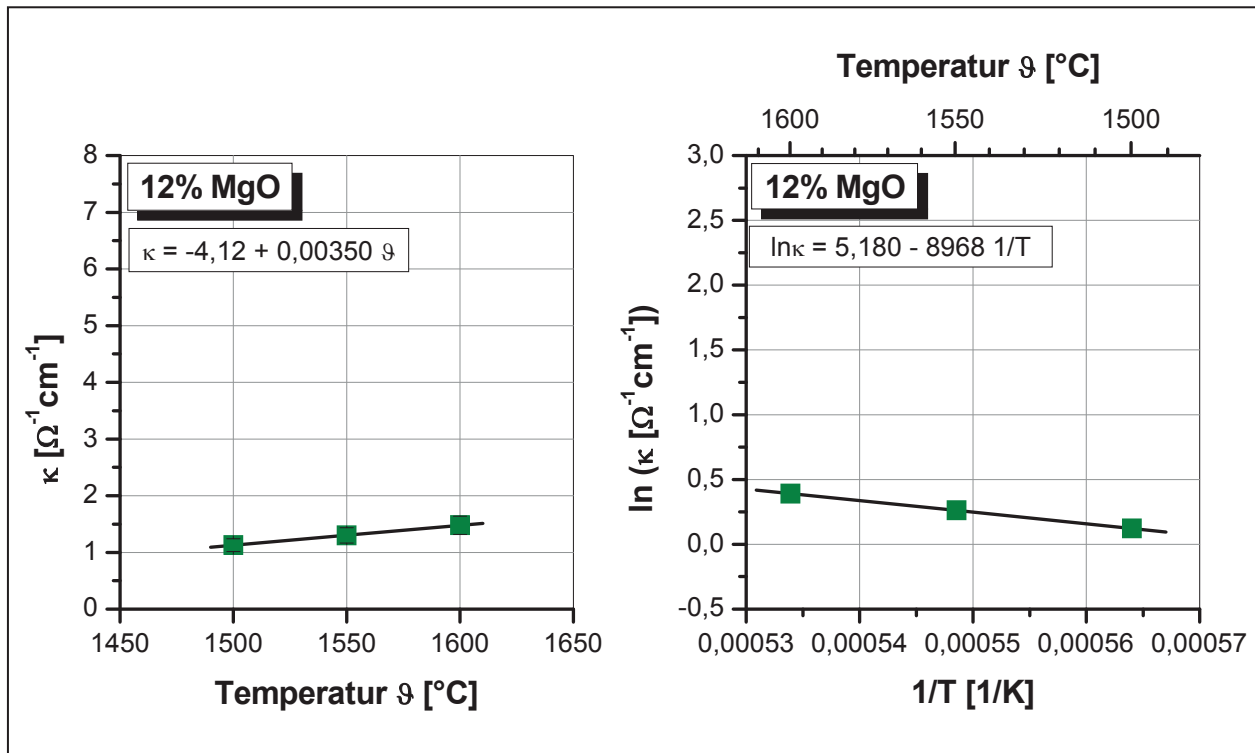 12% MgO
κ = -4,12 + 0,00350 ϑ
8
7
6
5
4
3
2
1
0
κ [Ω⁻¹cm⁻¹]
1450 1500 1550 1600 1650
Temperatur ϑ [°C]
Temperatur ϑ [°C]
1600 1550 1500
12% MgO
lnκ = 5,180 - 8968 1/T
3,0
2,5
2,0
1,5
1,0
0,5
0,0
-0,5
ln (κ [Ω⁻¹cm⁻¹])
0,00053 0,00054 0,00055 0,00056 0,00057
1/T [1/K]